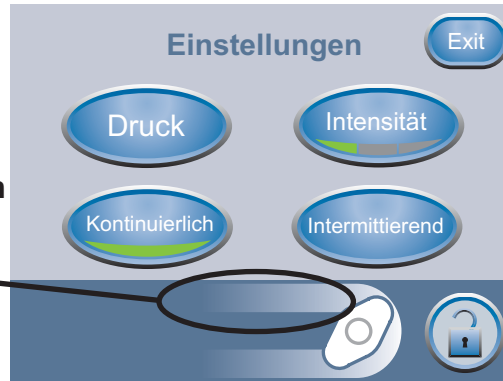 Einstellungen
Exit
Druck
Intensität
Kontinuierlich
Intermittierend